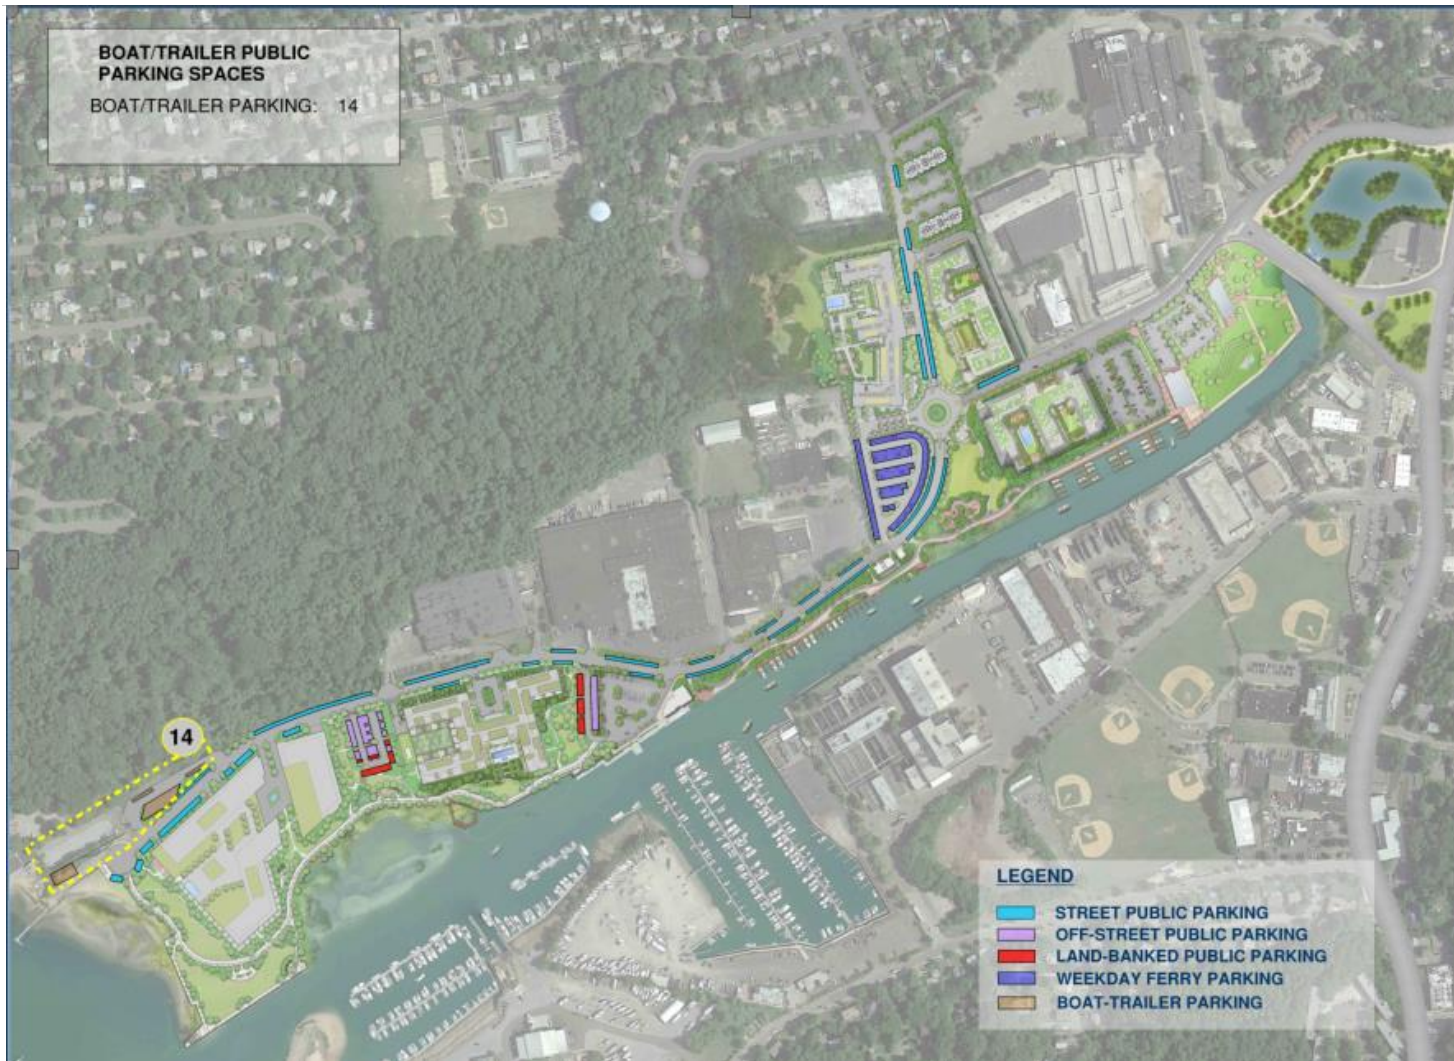 BOAT/TRAILER PUBLIC
PARKING SPACES
BOAT/TRAILER PARKING: 14
14
LEGEND
STREET PUBLIC PARKING
OFF-STREET PUBLIC PARKING
LAND-BANKED PUBLIC PARKING
WEEKDAY FERRY PARKING
BOAT-TRAILER PARKING